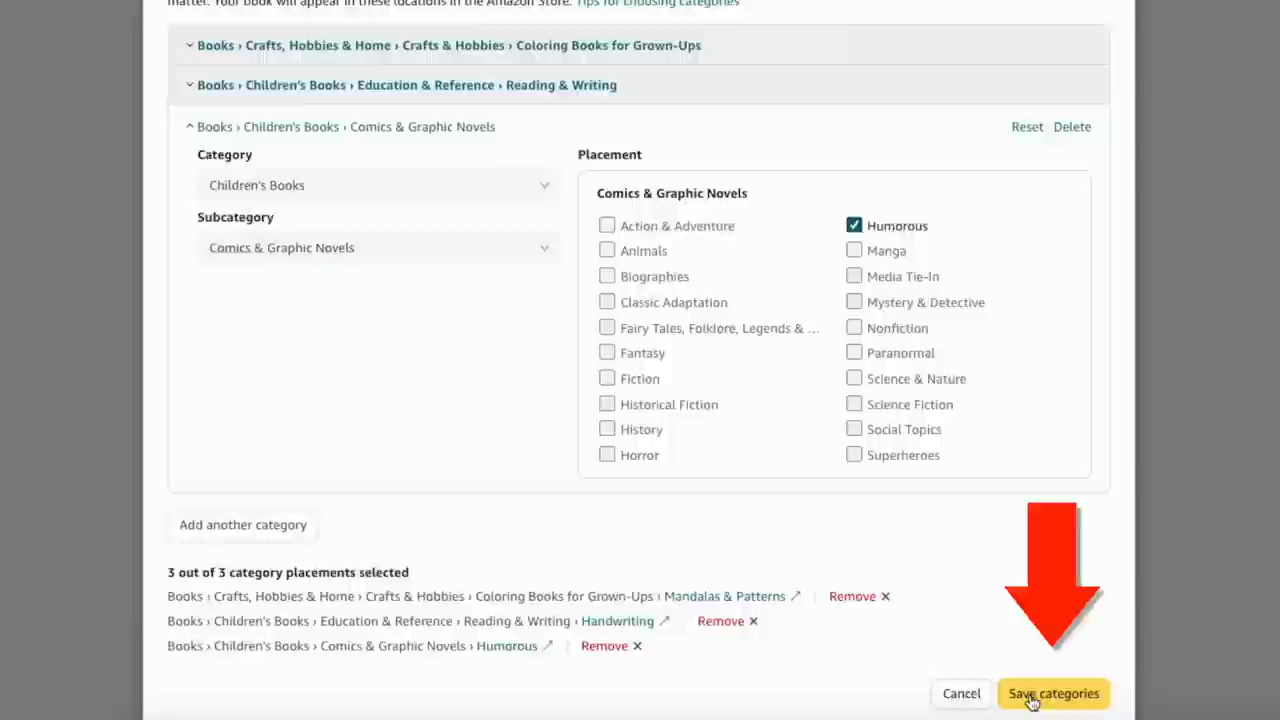 matter. Your book will appear in these locations in the Amazon Store. Tips for choosing categories
Books › Crafts, Hobbies & Home › Crafts & Hobbies › Coloring Books for Grown-Ups
Books › Children's Books › Education & Reference › Reading & Writing
Books › Children's Books › Comics & Graphic Novels
Reset Delete
Category
Children's Books
Subcategory
Comics & Graphic Novels
Placement
Comics & Graphic Novels
Action & Adventure
Animals
Biographies
Classic Adaptation
Fairy Tales, Folklore, Legends & ...
Fantasy
Fiction
Historical Fiction
History
Horror
Humorous
Manga
Media Tie-In
Mystery & Detective
Nonfiction
Paranormal
Science & Nature
Science Fiction
Social Topics
Superheroes
Add another category
3 out of 3 category placements selected
Books › Crafts, Hobbies & Home › Crafts & Hobbies › Coloring Books for Grown-Ups › Mandalas & Patterns ↗ | Remove ✕
Books › Children's Books › Education & Reference › Reading & Writing › Handwriting ↗ | Remove ✕
Books › Children's Books › Comics & Graphic Novels › Humorous ↗ | Remove ✕
Cancel
Save categories